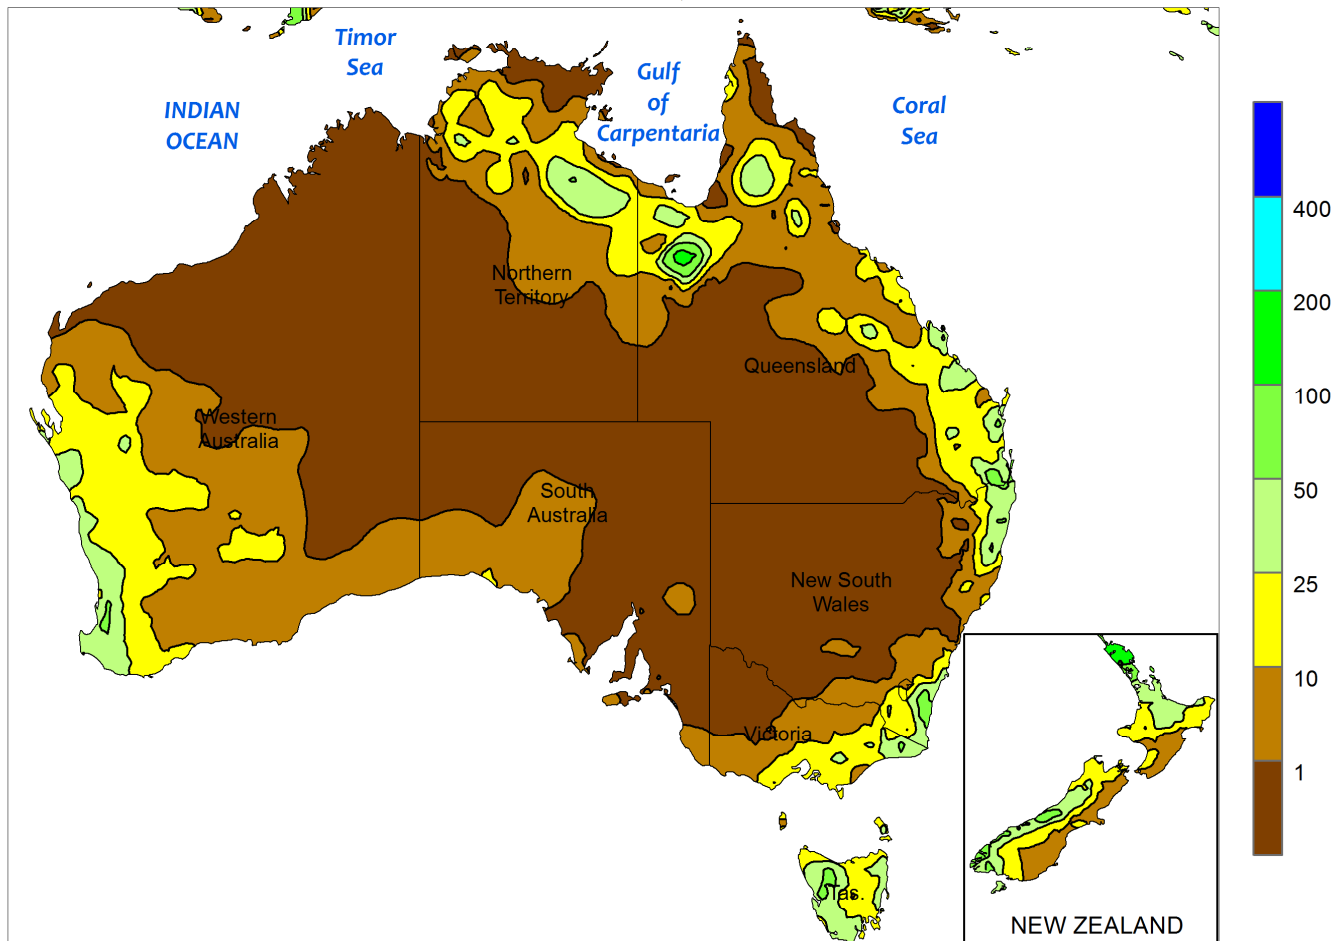 Timor
Sea
INDIAN
OCEAN
Gulf
of
Carpentaria
Coral
Sea
Northern
Territory
Queensland
Western
Australia
South
Australia
New South
Wales
Victoria
Tas.
NEW ZEALAND
400
200
100
50
25
10
1